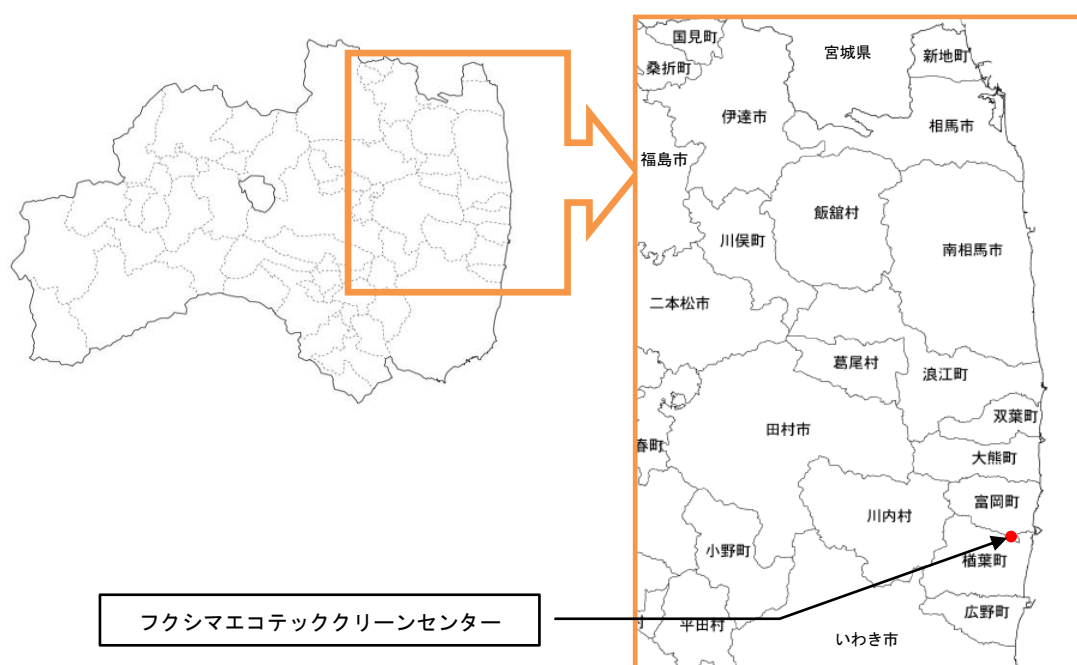 国見町
宮城県
新地町
桑折町
伊達市
相馬市
福島市
飯舘村
川俣町
南相馬市
二本松市
葛尾村
浪江町
双葉町
田村市
春町
大熊町
富岡町
川内村
小野町
楢葉町
広野町
フクシマエコテッククリーンセンター
平田村
いわき市